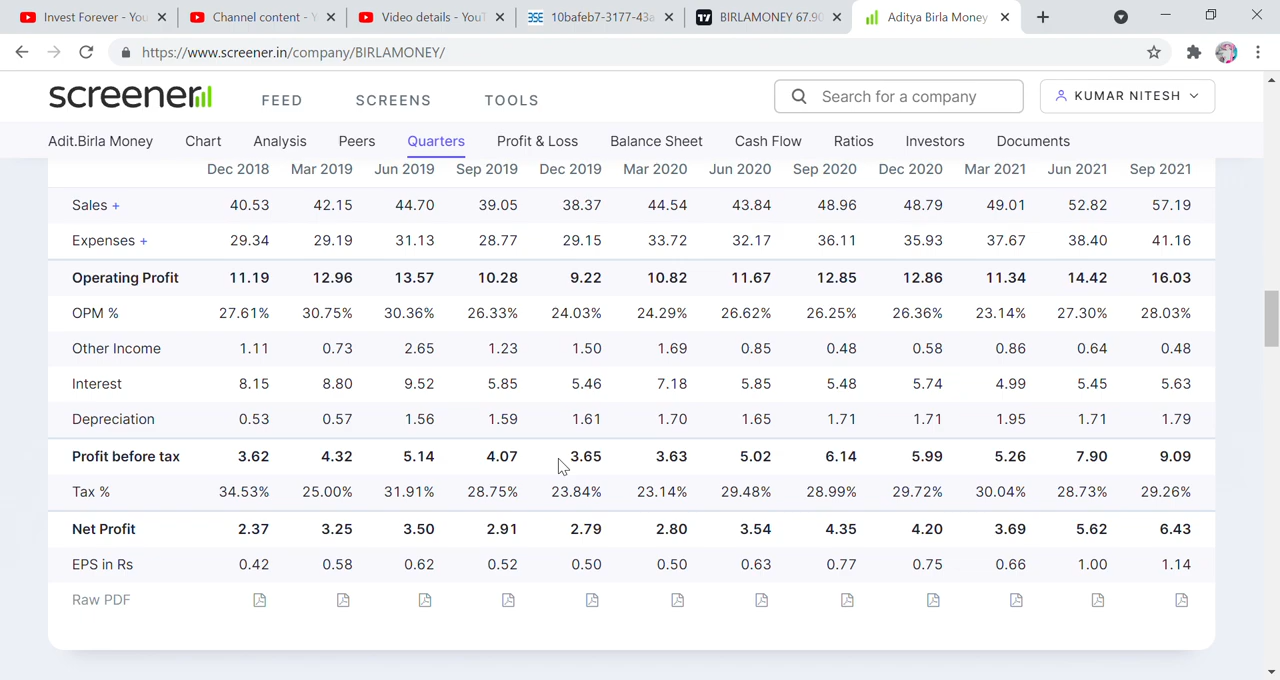 Invest Forever - You
Channel content - Y
Video details - YouT
BSE 10bafeb7-3177-43a
BIRLAMONEY 67.90
Aditya Birla Money
https://www.screener.in/company/BIRLAMONEY/
screener FEED SCREENS TOOLS Search for a company KUMAR NITESH
Adit.Birla Money Chart Analysis Peers Quarters Profit & Loss Balance Sheet Cash Flow Ratios Investors Documents
Dec 2018 Mar 2019 Jun 2019 Sep 2019 Dec 2019 Mar 2020 Jun 2020 Sep 2020 Dec 2020 Mar 2021 Jun 2021 Sep 2021
Sales + 40.53 42.15 44.70 39.05 38.37 44.54 43.84 48.96 48.79 49.01 52.82 57.19
Expenses + 29.34 29.19 31.13 28.77 29.15 33.72 32.17 36.11 35.93 37.67 38.40 41.16
Operating Profit 11.19 12.96 13.57 10.28 9.22 10.82 11.67 12.85 12.86 11.34 14.42 16.03
OPM % 27.61% 30.75% 30.36% 26.33% 24.03% 24.29% 26.62% 26.25% 26.36% 23.14% 27.30% 28.03%
Other Income 1.11 0.73 2.65 1.23 1.50 1.69 0.85 0.48 0.58 0.86 0.64 0.48
Interest 8.15 8.80 9.52 5.85 5.46 7.18 5.85 5.48 5.74 4.99 5.45 5.63
Depreciation 0.53 0.57 1.56 1.59 1.61 1.70 1.65 1.71 1.71 1.95 1.71 1.79
Profit before tax 3.62 4.32 5.14 4.07 3.65 3.63 5.02 6.14 5.99 5.26 7.90 9.09
Tax % 34.53% 25.00% 31.91% 28.75% 23.84% 23.14% 29.48% 28.99% 29.72% 30.04% 28.73% 29.26%
Net Profit 2.37 3.25 3.50 2.91 2.79 2.80 3.54 4.35 4.20 3.69 5.62 6.43
EPS in Rs 0.42 0.58 0.62 0.52 0.50 0.50 0.63 0.77 0.75 0.66 1.00 1.14
Raw PDF